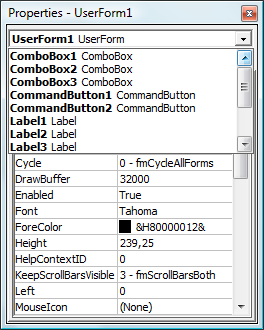 Properties - UserForm1
UserForm1 UserForm
ComboBox1 ComboBox
ComboBox2 ComboBox
ComboBox3 ComboBox
CommandButton1 CommandButton
CommandButton2 CommandButton
Label1 Label
Label2 Label
Label3 Label
Cycle 0 - fmCycleAllForms
DrawBuffer 32000
Enabled True
Font Tahoma
ForeColor &H80000012&
Height 239,25
HelpContextID 0
KeepScrollBarsVisible 3 - fmScrollBarsBoth
Left 0
MouseIcon (None)